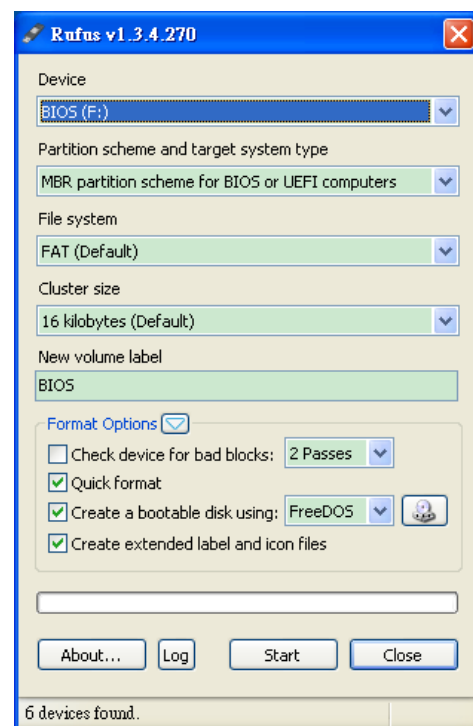 Rufus v1.3.4.270
Device
BIOS (F:)
Partition scheme and target system type
MBR partition scheme for BIOS or UEFI computers
File system
FAT (Default)
Cluster size
16 kilobytes (Default)
New volume label
BIOS
Format Options
Check device for bad blocks: 2 Passes
Quick format
Create a bootable disk using: FreeDOS
Create extended label and icon files
About... Log Start Close
6 devices found.